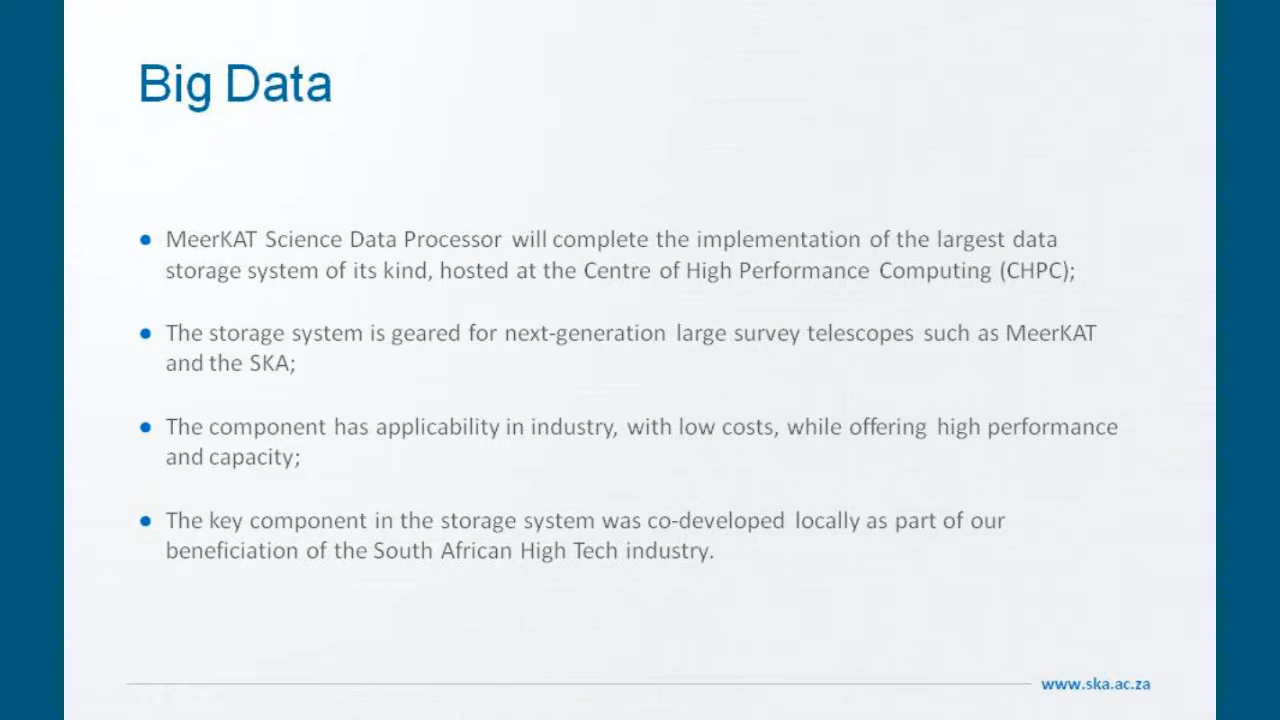 Big Data
● MeerKAT Science Data Processor will complete the implementation of the largest data
storage system of its kind, hosted at the Centre of High Performance Computing (CHPC);
● The storage system is geared for next-generation large survey telescopes such as MeerKAT
and the SKA;
● The component has applicability in industry, with low costs, while offering high performance
and capacity;
● The key component in the storage system was co-developed locally as part of our
beneficiation of the South African High Tech industry.
www.ska.ac.za